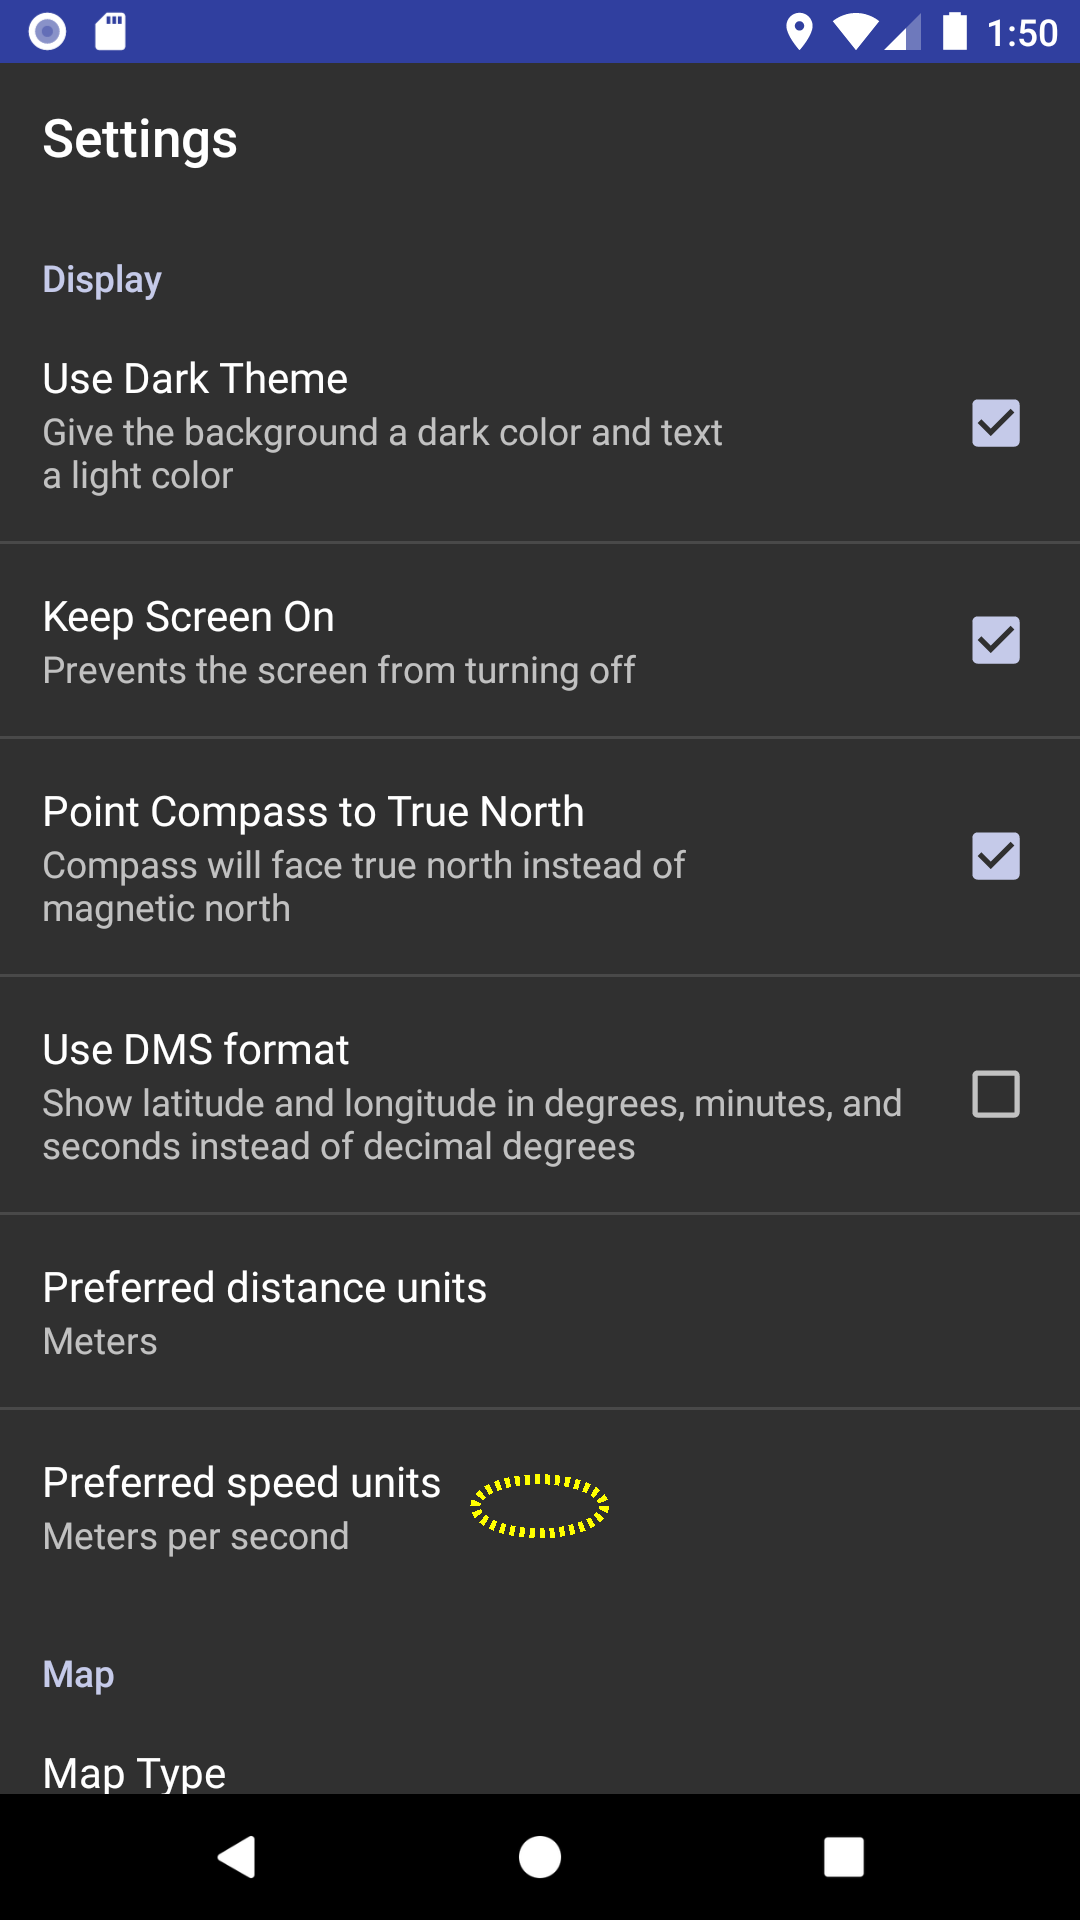 1:50
Settings
Display
Use Dark Theme
Give the background a dark color and text
a light color
Keep Screen On
Prevents the screen from turning off
Point Compass to True North
Compass will face true north instead of
magnetic north
Use DMS format
Show latitude and longitude in degrees, minutes, and
seconds instead of decimal degrees
Preferred distance units
Meters
Preferred speed units
Meters per second
Map
Map Type